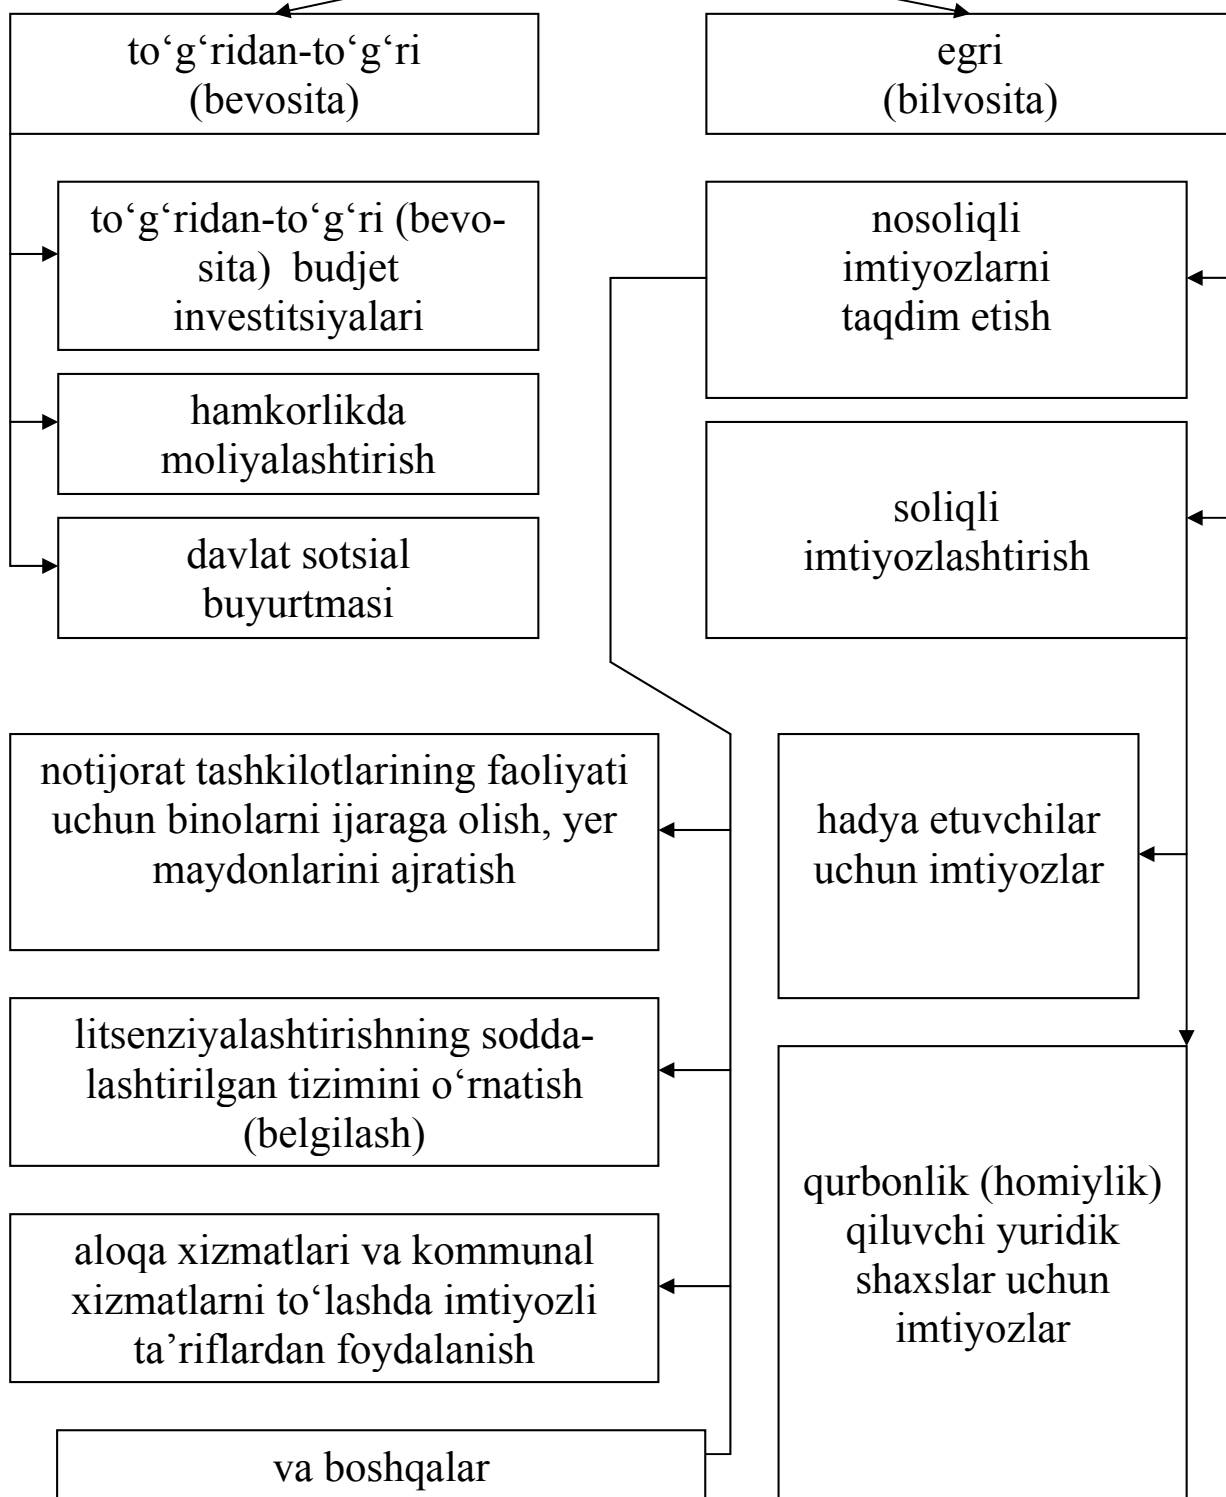 to‘g‘ridan-to‘g‘ri
(bevosita)
egri
(bilvosita)
to‘g‘ridan-to‘g‘ri (bevo-
sita) budjet
investitsiyalari
hamkorlikda
moliyalashtirish
davlat sotsial
buyurtmasi
nosoliqli
imtiyozlarni
taqdim etish
soliqli
imtiyozlashtirish
notijorat tashkilotlarining faoliyati
uchun binolarni ijaraga olish, yer
maydonlarini ajratish
litsenziyalashtirishning sodda-
lashtirilgan tizimini o‘rnatish
(belgilash)
aloqa xizmatlari va kommunal
xizmatlarni to‘lashda imtiyozli
ta’riflardan foydalanish
va boshqalar
hadya etuvchilar
uchun imtiyozlar
qurbonlik (homiylik)
qiluvchi yuridik
shaxslar uchun
imtiyozlar